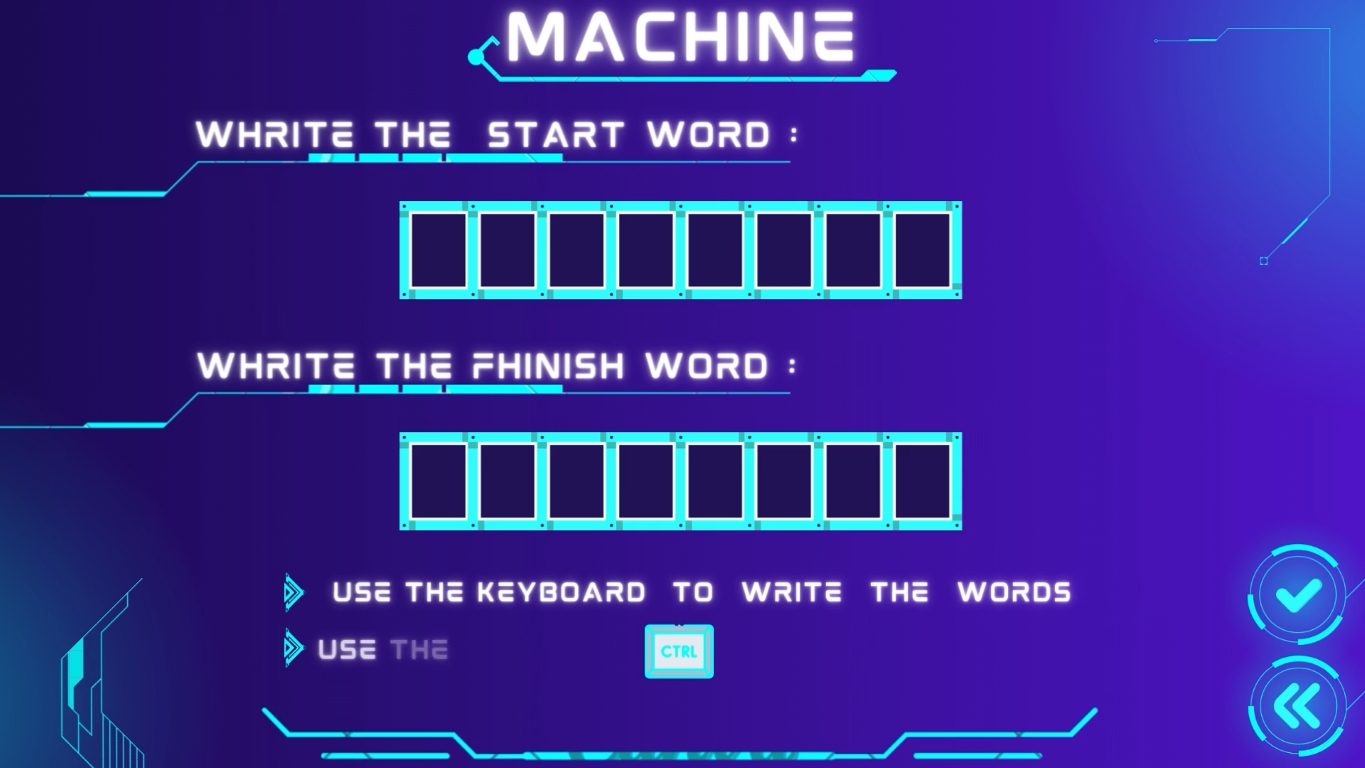 MACHINE
WHRITE THE START WORD :
WHRITE THE FHINISH WORD :
USE THE KEYBOARD TO WRITE THE WORDS
USE THE CTRL